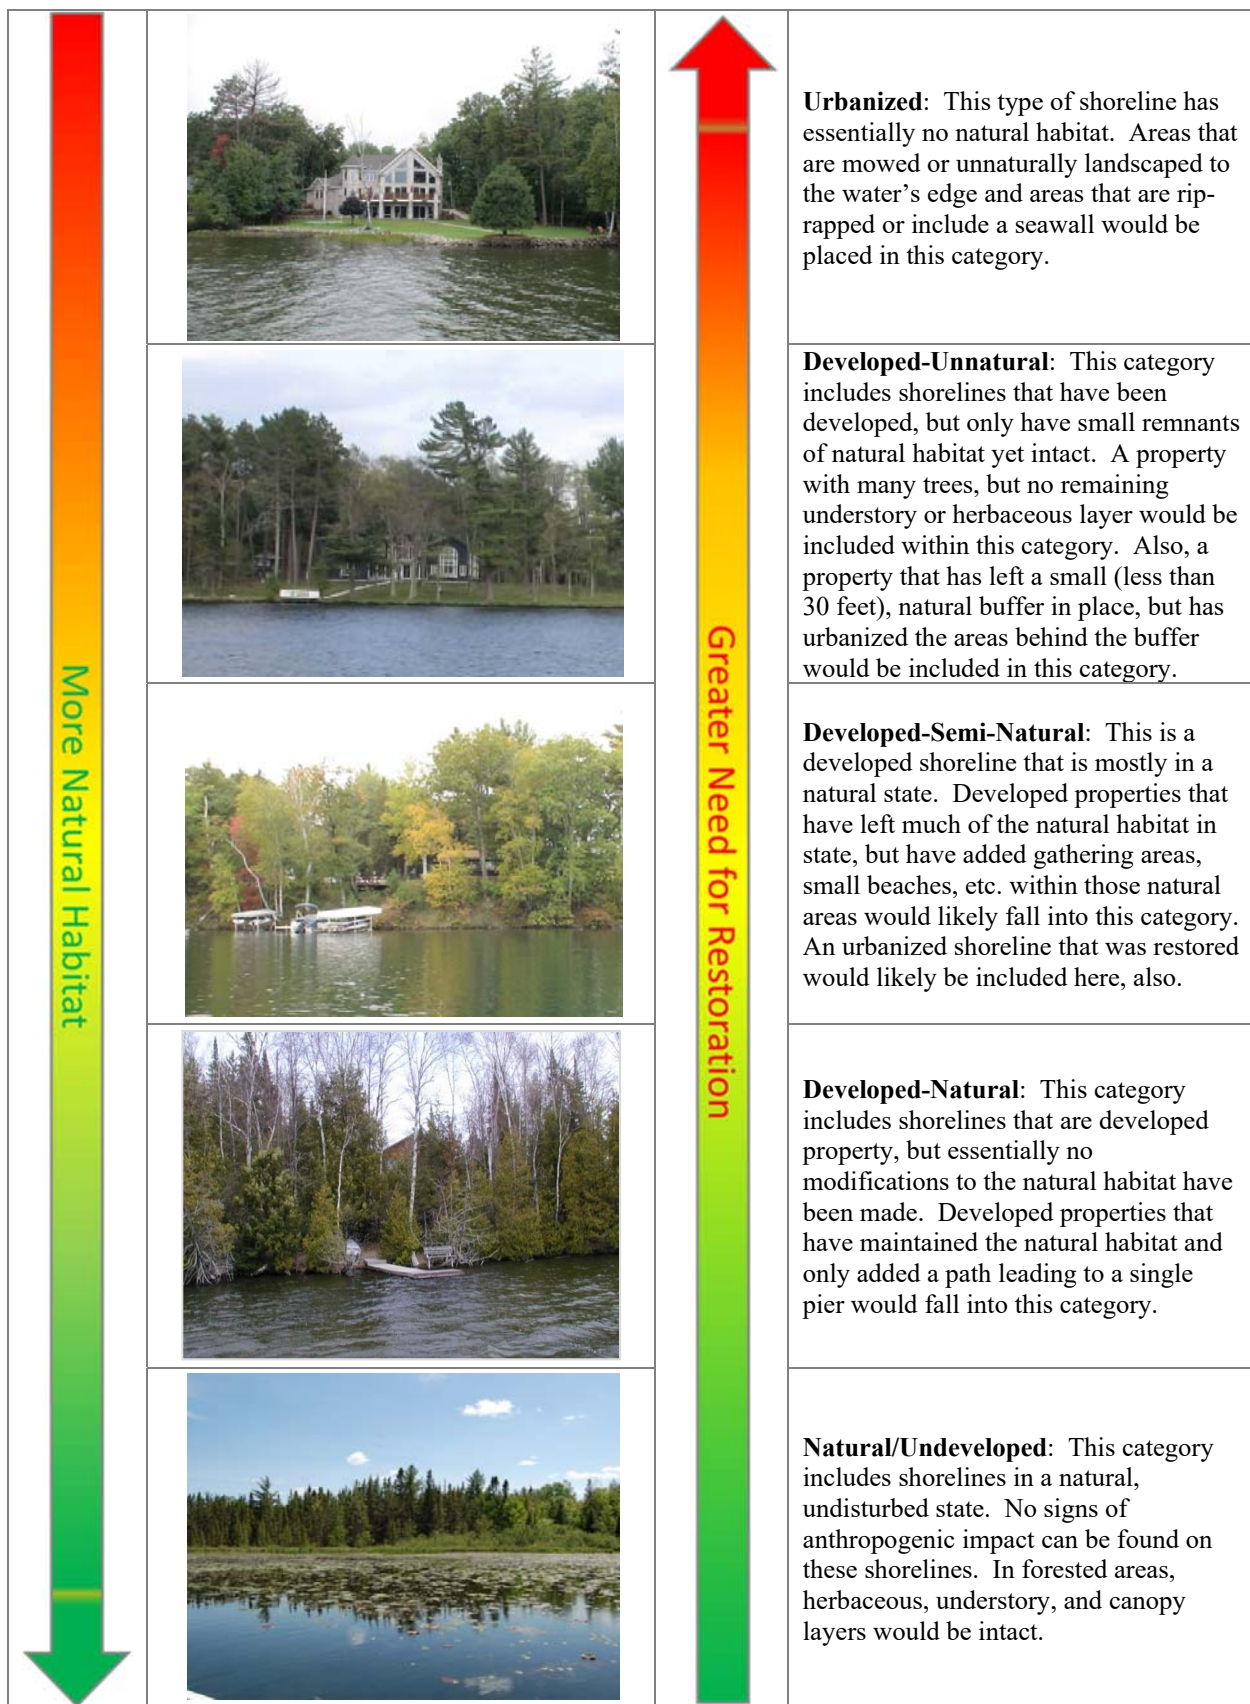 More Natural Habitat
Greater Need for Restoration
Urbanized: This type of shoreline has
essentially no natural habitat. Areas that
are mowed or unnaturally landscaped to
the water’s edge and areas that are rip-
rapped or include a seawall would be
placed in this category.
Developed-Unnatural: This category
includes shorelines that have been
developed, but only have small remnants
of natural habitat yet intact. A property
with many trees, but no remaining
understory or herbaceous layer would be
included within this category. Also, a
property that has left a small (less than
30 feet), natural buffer in place, but has
urbanized the areas behind the buffer
would be included in this category.
Developed-Semi-Natural: This is a
developed shoreline that is mostly in a
natural state. Developed properties that
have left much of the natural habitat in
state, but have added gathering areas,
small beaches, etc. within those natural
areas would likely fall into this category.
An urbanized shoreline that was restored
would likely be included here, also.
Developed-Natural: This category
includes shorelines that are developed
property, but essentially no
modifications to the natural habitat have
been made. Developed properties that
have maintained the natural habitat and
only added a path leading to a single
pier would fall into this category.
Natural/Undeveloped: This category
includes shorelines in a natural,
undisturbed state. No signs of
anthropogenic impact can be found on
these shorelines. In forested areas,
herbaceous, understory, and canopy
layers would be intact.